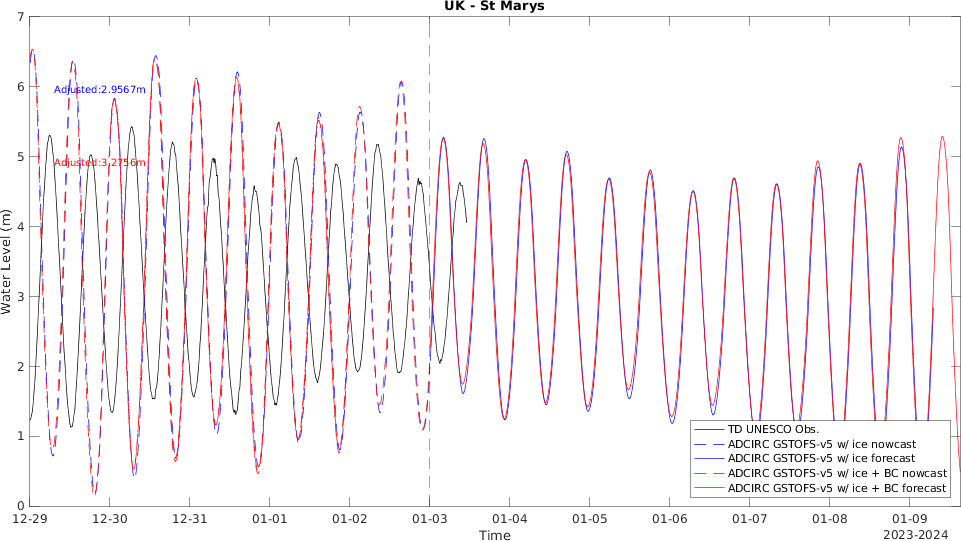 UK - St Marys
7
6
5
4
3
2
1
0
Water Level (m)
Adjusted:2.9567m
Adjusted:3.2756m
TD UNESCO Obs.
ADCIRC GSTOFS-v5 w/ ice nowcast
ADCIRC GSTOFS-v5 w/ ice forecast
ADCIRC GSTOFS-v5 w/ ice + BC nowcast
ADCIRC GSTOFS-v5 w/ ice + BC forecast
12-29 12-30 12-31 01-01 01-02 01-03 01-04 01-05 01-06 01-07 01-08 01-09
Time
2023-2024